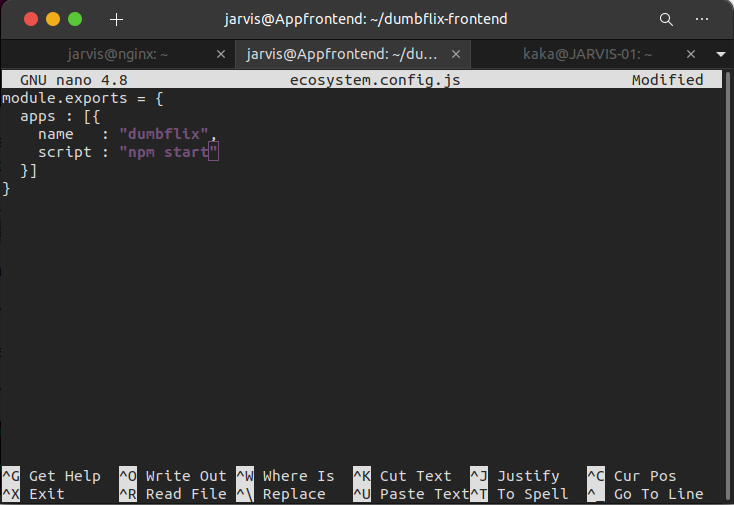 jarvis@Appfrontend: ~/dumbflix-frontend
jarvis@nginx: ~ × jarvis@Appfrontend: ~/du... × kaka@JARVIS-01: ~ ×
GNU nano 4.8 ecosystem.config.js Modified
module.exports = {
  apps : [{
    name   : "dumbflix",
    script : "npm start"
  }]
}
^G Get Help ^O Write Out ^W Where Is ^K Cut Text ^J Justify ^C Cur Pos
^X Exit ^R Read File ^\ Replace ^U Paste Text ^T To Spell ^_ Go To Line